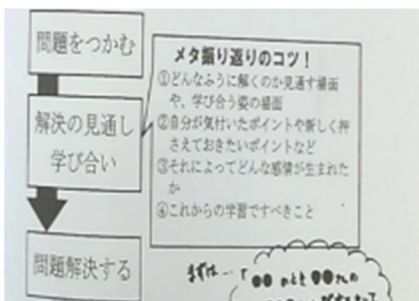 問題をつかむ
解決の見通し
学び合い
問題解決する
メタ振り返りのコツ！
①どんなふうに解くのか見通す場面
や、学び合う姿の場面
②自分が気付いたポイントや新しく押
さえておきたいポイントなど
③それによってどんな感情が生まれた
か
④これからの学習ですべきこと
まずは…「
●● のとき ●●さんの